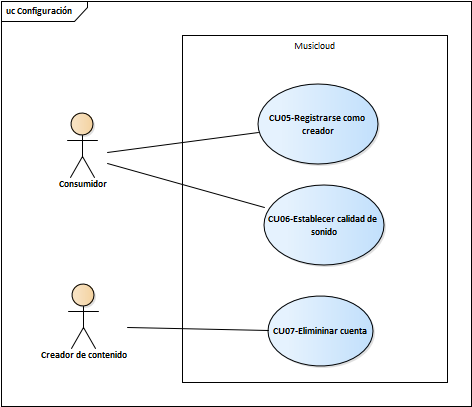 uc Configuración
Musicloud
CU05-Registrarse como
creador
Consumidor
CU06-Establecer calidad de
sonido
CU07-Elimininar cuenta
Creador de contenido